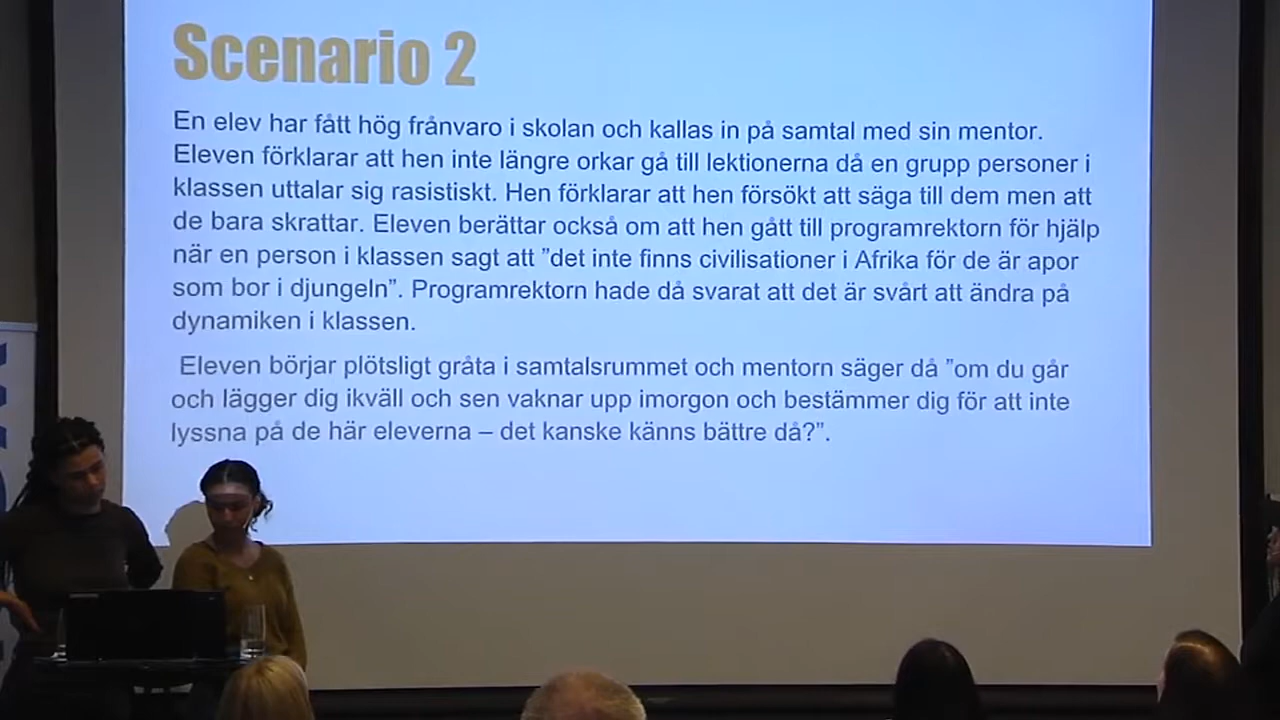 Scenario 2
En elev har fått hög frånvaro i skolan och kallas in på samtal med sin mentor.
Eleven förklarar att hen inte längre orkar gå till lektionerna då en grupp personer i
klassen uttalar sig rasistiskt. Hen förklarar att hen försökt att säga till dem men att
de bara skrattar. Eleven berättar också om att hen gått till programrektorn för hjälp
när en person i klassen sagt att ”det inte finns civilisationer i Afrika för de är apor
som bor i djungeln”. Programrektorn hade då svarat att det är svårt att ändra på
dynamiken i klassen.
Eleven börjar plötsligt gråta i samtalsrummet och mentorn säger då ”om du går
och lägger dig ikväll och sen vaknar upp imorgon och bestämmer dig för att inte
lyssna på de här eleverna – det kanske känns bättre då?”.